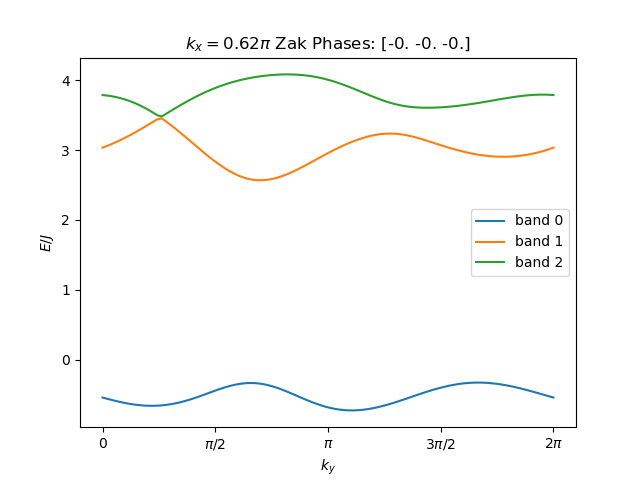 $k_x = 0.62\pi$ Zak Phases: [-0. -0. -0.]
4
3
2
1
0
E/J
band 0
band 1
band 2
0
π/2
π
3π/2
2π
$k_y$